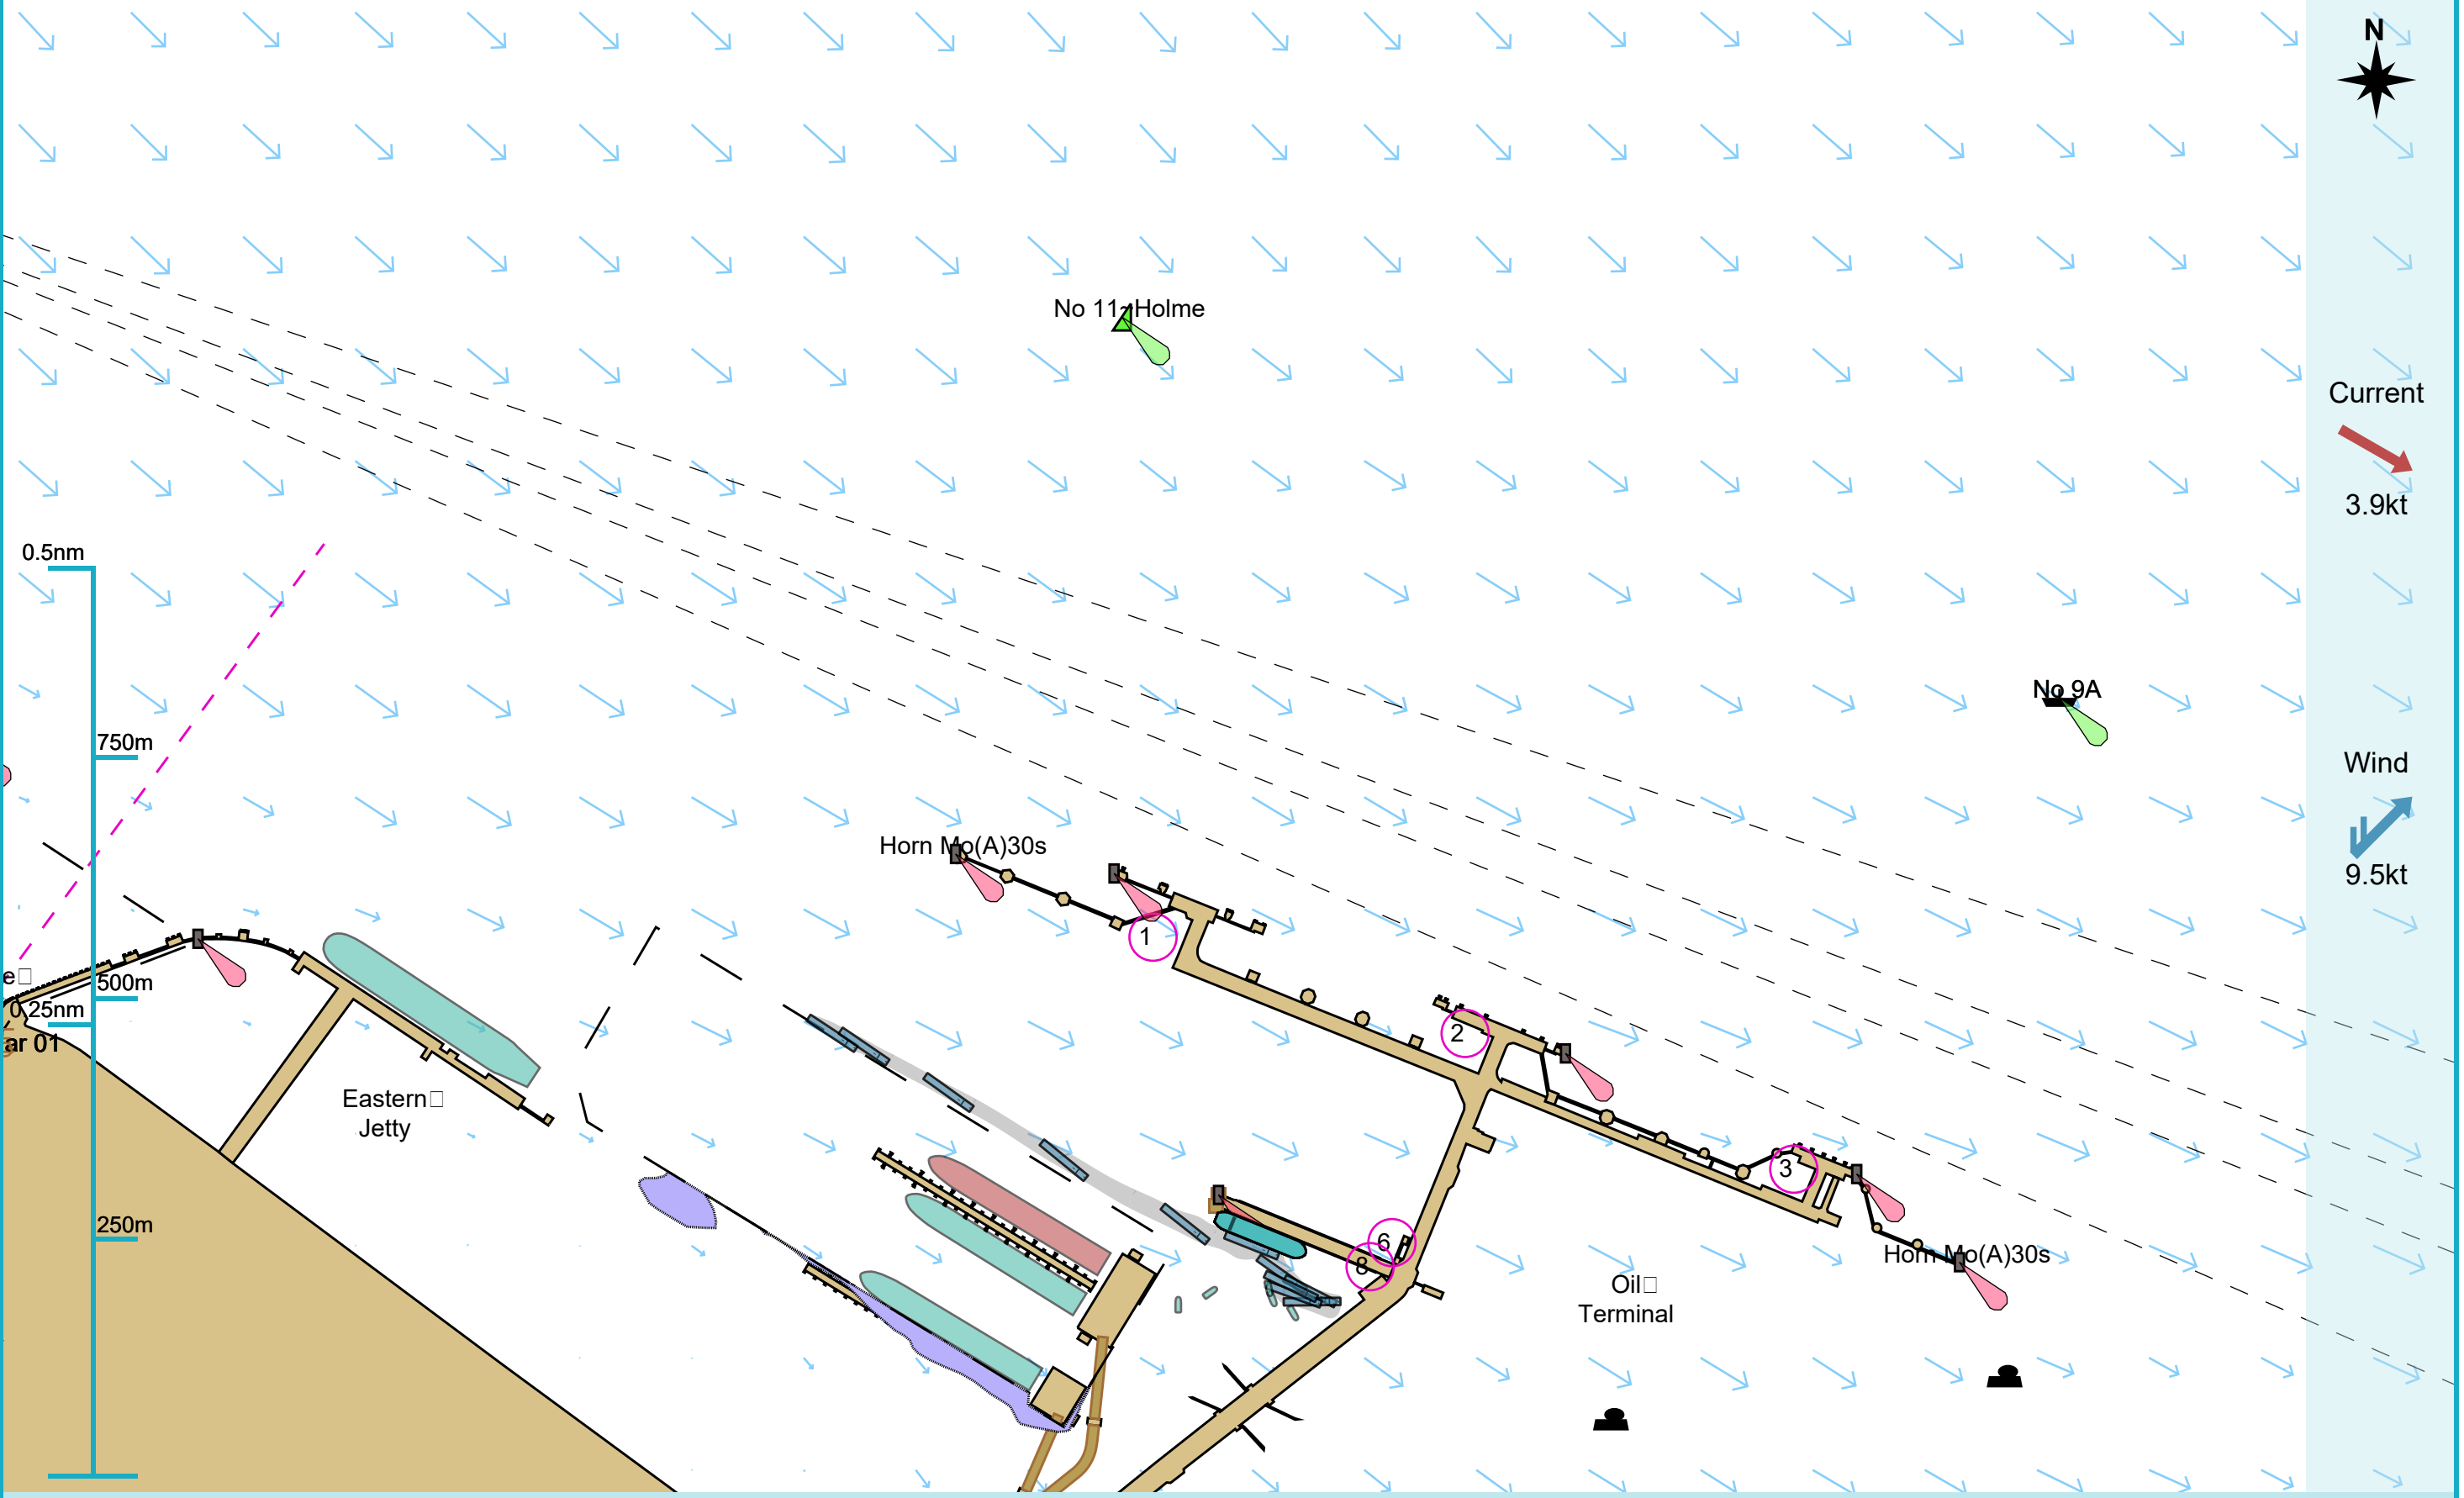 N
No 11A Holme
Current
3.9kt
0.5nm
No 9A
750m
Wind
9.5kt
Horn Mo(A)30s
1
500m
0.25nm
ar 01
2
Eastern
Jetty
3
250m
6
8
Horn Mo(A)30s
Oil
Terminal